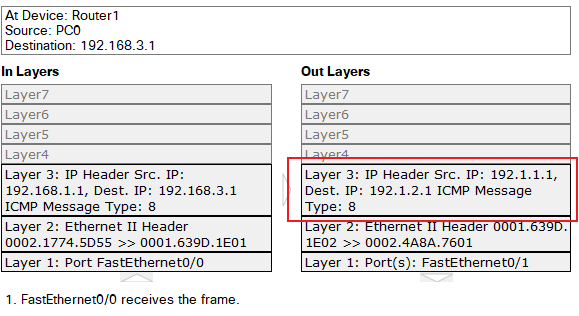 At Device: Router1
Source: PC0
Destination: 192.168.3.1
In Layers
Layer7
Layer6
Layer5
Layer4
Layer 3: IP Header Src. IP:
192.168.1.1, Dest. IP: 192.168.3.1
ICMP Message Type: 8
Layer 2: Ethernet II Header
0002.1774.5D55 >> 0001.639D.1E01
Layer 1: Port FastEthernet0/0
Out Layers
Layer7
Layer6
Layer5
Layer4
Layer 3: IP Header Src. IP: 192.1.1.1,
Dest. IP: 192.1.2.1 ICMP Message
Type: 8
Layer 2: Ethernet II Header 0001.639D.
1E02 >> 0002.4A8A.7601
Layer 1: Port(s): FastEthernet0/1
1. FastEthernet0/0 receives the frame.